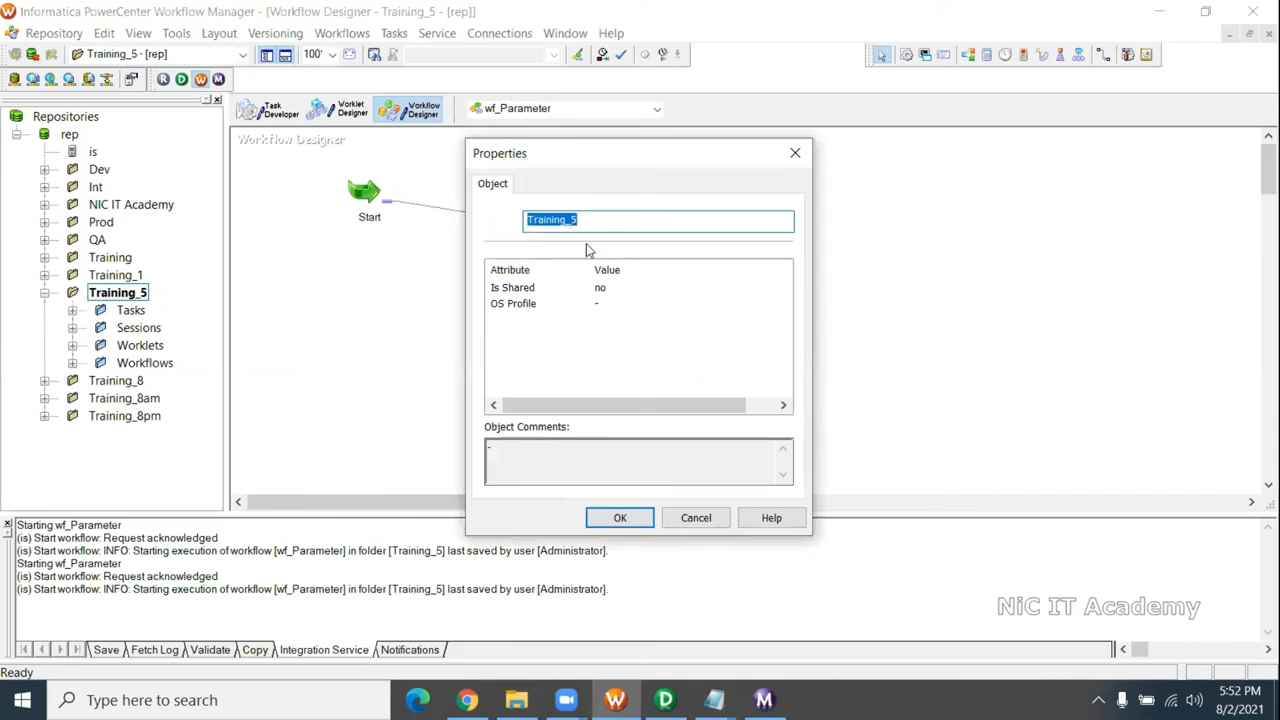 Informatica PowerCenter Workflow Manager - [Workflow Designer - Training_5 - [rep]]
Repository Edit View Tools Layout Versioning Workflows Tasks Service Connections Window Help
Training_5 - [rep] 100'
R D W M
Task Developer Worklet Designer Workflow Designer wf_Parameter
Repositories
rep
is
Dev
Int
NIC IT Academy
Prod
QA
Training
Training_1
Training_5
Tasks
Sessions
Worklets
Workflows
Training_8
Training_8am
Training_8pm
Workflow Designer
Start
Properties
Object
Training_5
Attribute Value
Is Shared no
OS Profile -
Object Comments:
-
OK Cancel Help
Starting wf_Parameter
(is) Start workflow: Request acknowledged
(is) Start workflow: INFO: Starting execution of workflow [wf_Parameter] in folder [Training_5] last saved by user [Administrator].
Starting wf_Parameter
(is) Start workflow: Request acknowledged
(is) Start workflow: INFO: Starting execution of workflow [wf_Parameter] in folder [Training_5] last saved by user [Administrator].
NiC IT Academy
Save Fetch Log Validate Copy Integration Service Notifications
Ready
Type here to search
W D M
5:52 PM
8/2/2021